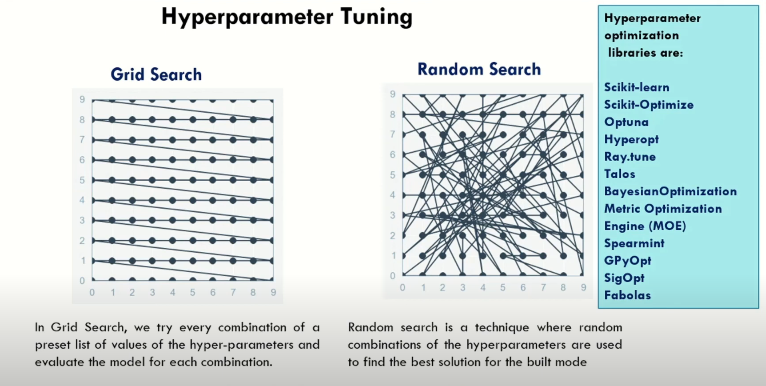 Hyperparameter Tuning
Grid Search
9
8
7
6
5
4
3
2
1
0
0 1 2 3 4 5 6 7 8 9
In Grid Search, we try every combination of a
preset list of values of the hyper-parameters and
evaluate the model for each combination.
Random Search
9
8
7
6
5
4
3
2
1
0
0 1 2 3 4 5 6 7 8 9
Random search is a technique where random
combinations of the hyperparameters are used
to find the best solution for the built mode
Hyperparameter
optimization
libraries are:
Scikit-learn
Scikit-Optimize
Optuna
Hyperopt
Ray.tune
Talos
BayesianOptimization
Metric Optimization
Engine (MOE)
Spearmint
GPyOpt
SigOpt
Fabolas